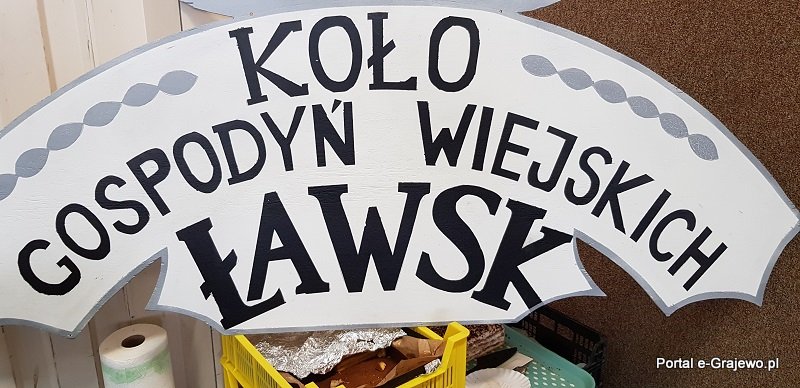 KOŁO
GOSPODYŃ WIEJSKICH
ŁAWSK
Portal e-Grajewo.pl